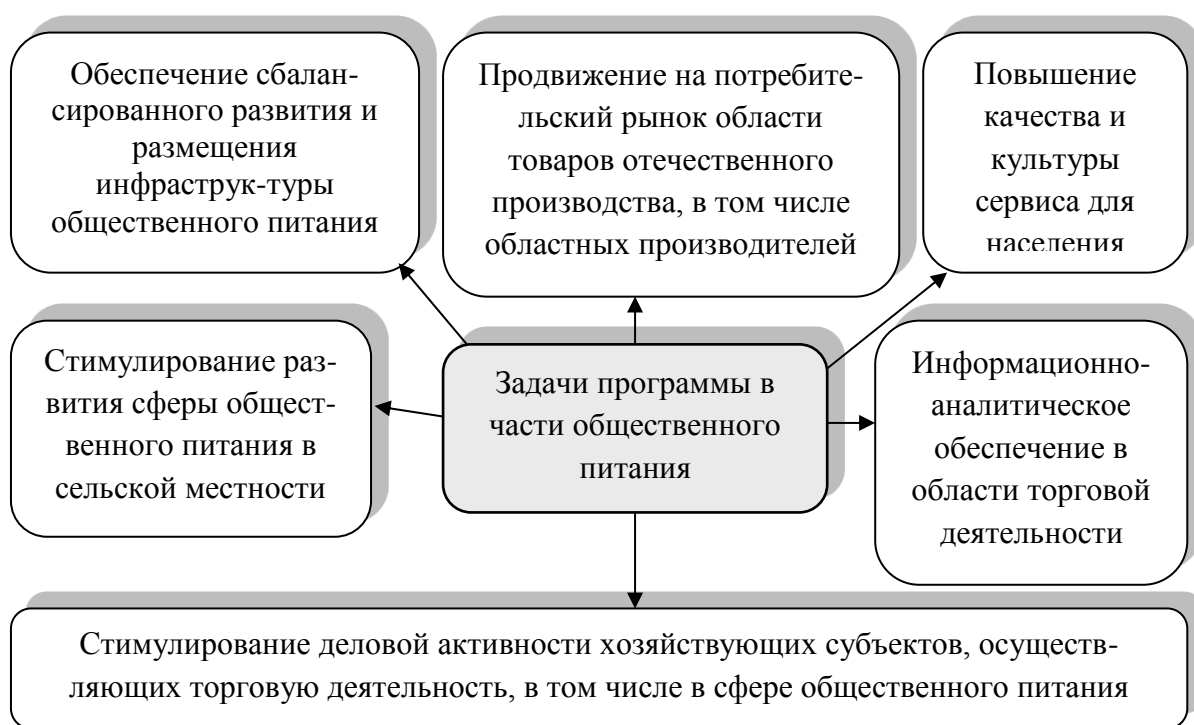 Обеспечение сбалан-
сированного развития и
размещения
инфраструк-туры
общественного питания
Продвижение на потребите-
льский рынок области
товаров отечественного
производства, в том числе
областных производителей
Повышение
качества и
культуры
сервиса для
населения
Стимулирование раз-
вития сферы общест-
венного питания в
сельской местности
Задачи программы в
части общественного
питания
Информационно-
аналитическое
обеспечение в
области торговой
деятельности
Стимулирование деловой активности хозяйствующих субъектов, осуществ-
ляющих торговую деятельность, в том числе в сфере общественного питания